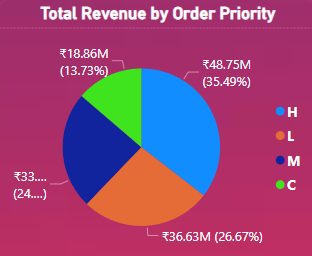 Total Revenue by Order Priority
₹18.86M
(13.73%)
₹48.75M
(35.49%)
H
L
M
C
₹33....
(24....)
₹36.63M (26.67%)